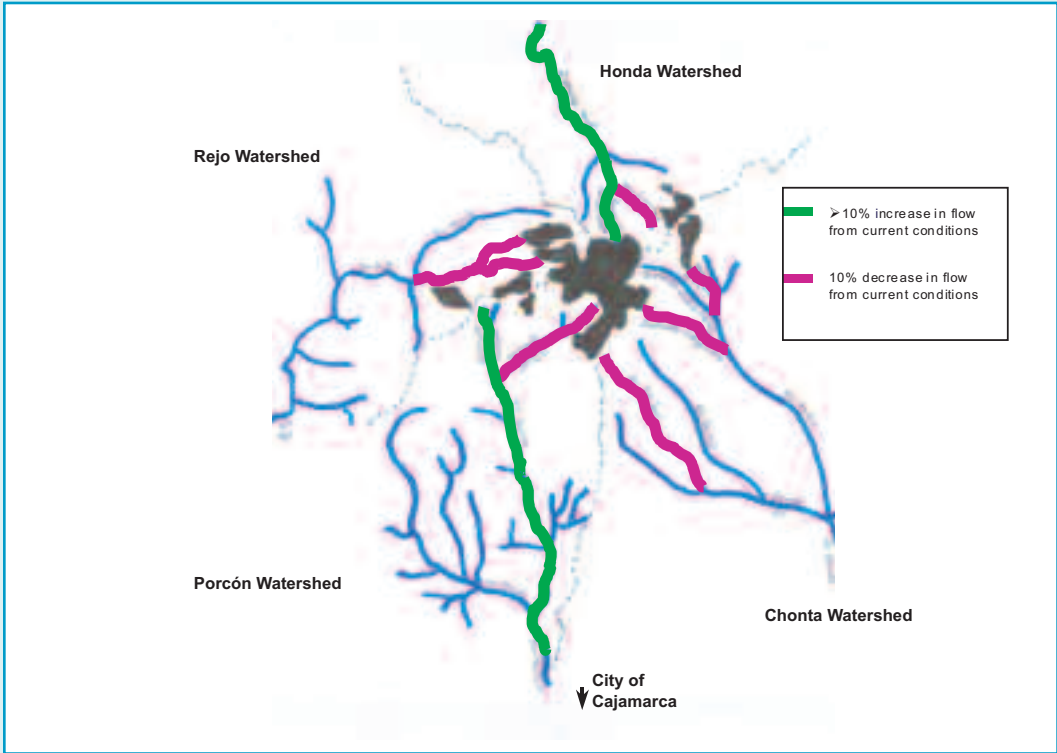 Honda Watershed
Rejo Watershed
➢10% increase in flow
from current conditions
10% decrease in flow
from current conditions
Porcón Watershed
Chonta Watershed
City of
Cajamarca